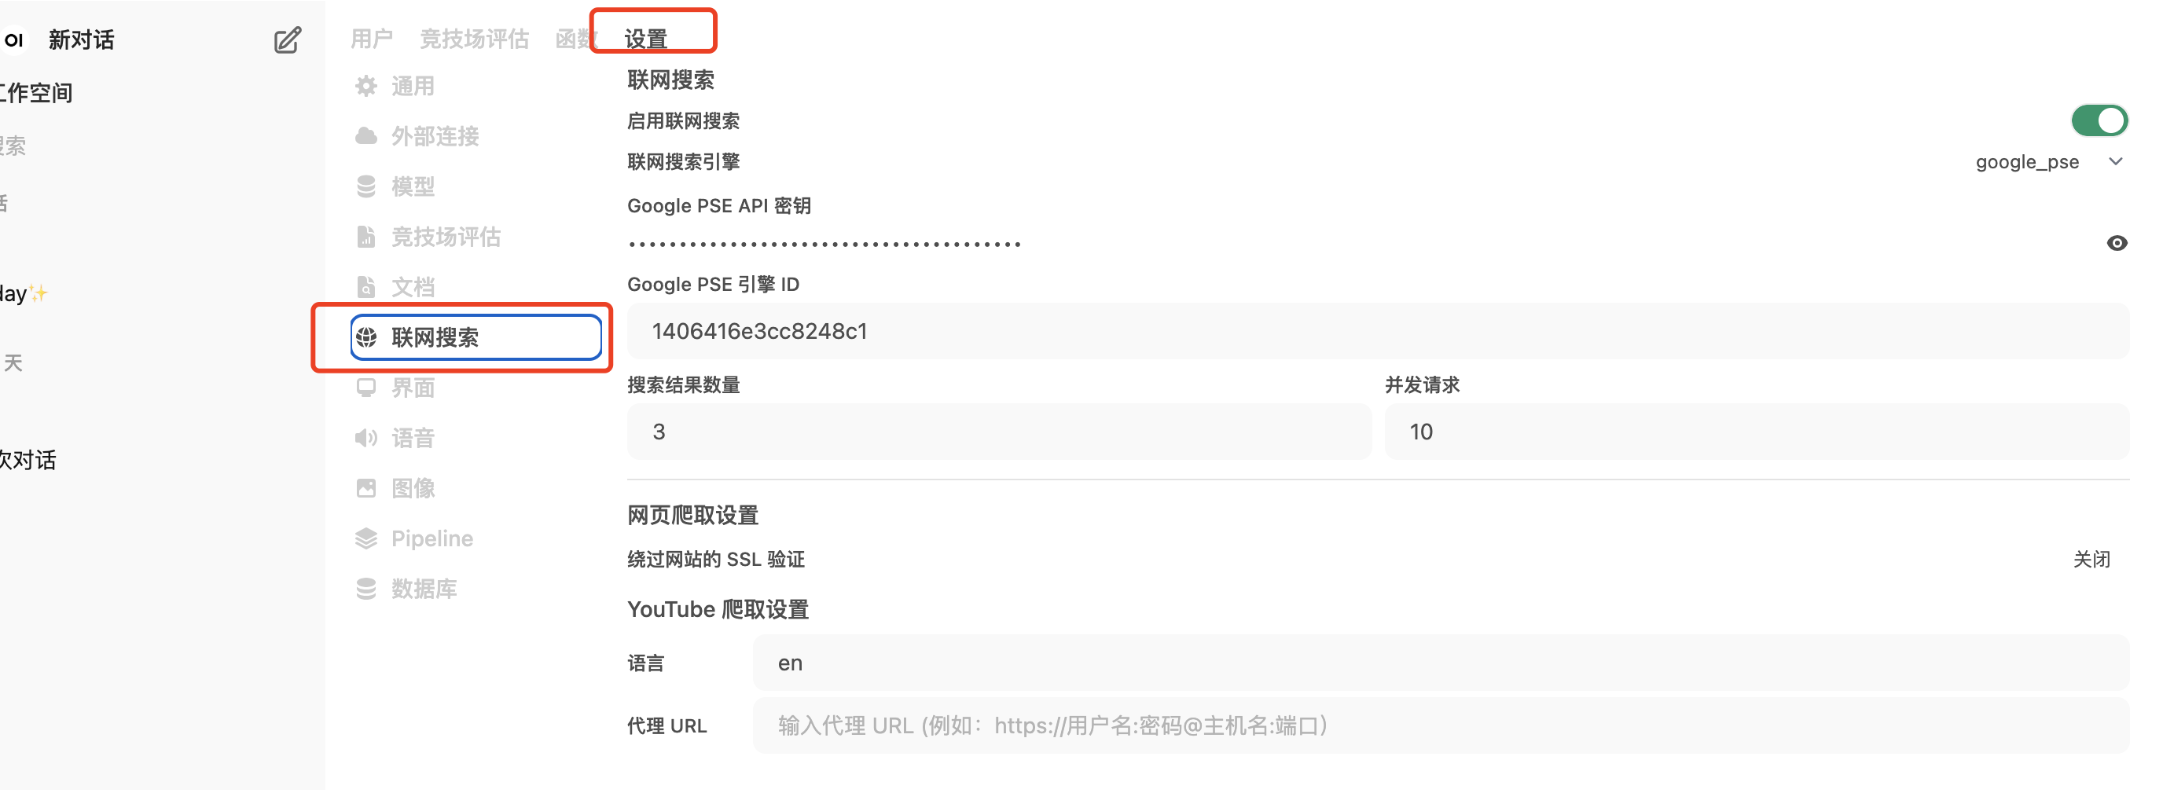 OI 新对话
工作空间
搜索
话
day✨
天
次对话
用户 竞技场评估 函数 设置
通用
外部连接
模型
竞技场评估
文档
联网搜索
界面
语音
图像
Pipeline
数据库
联网搜索
启用联网搜索
联网搜索引擎 google_pse
Google PSE API 密钥
•••••••••••••••••••••••••••••••••••••••
Google PSE 引擎 ID
1406416e3cc8248c1
搜索结果数量 并发请求
3 10
网页爬取设置
绕过网站的 SSL 验证 关闭
YouTube 爬取设置
语言 en
代理 URL 输入代理 URL (例如：https://用户名:密码@主机名:端口)